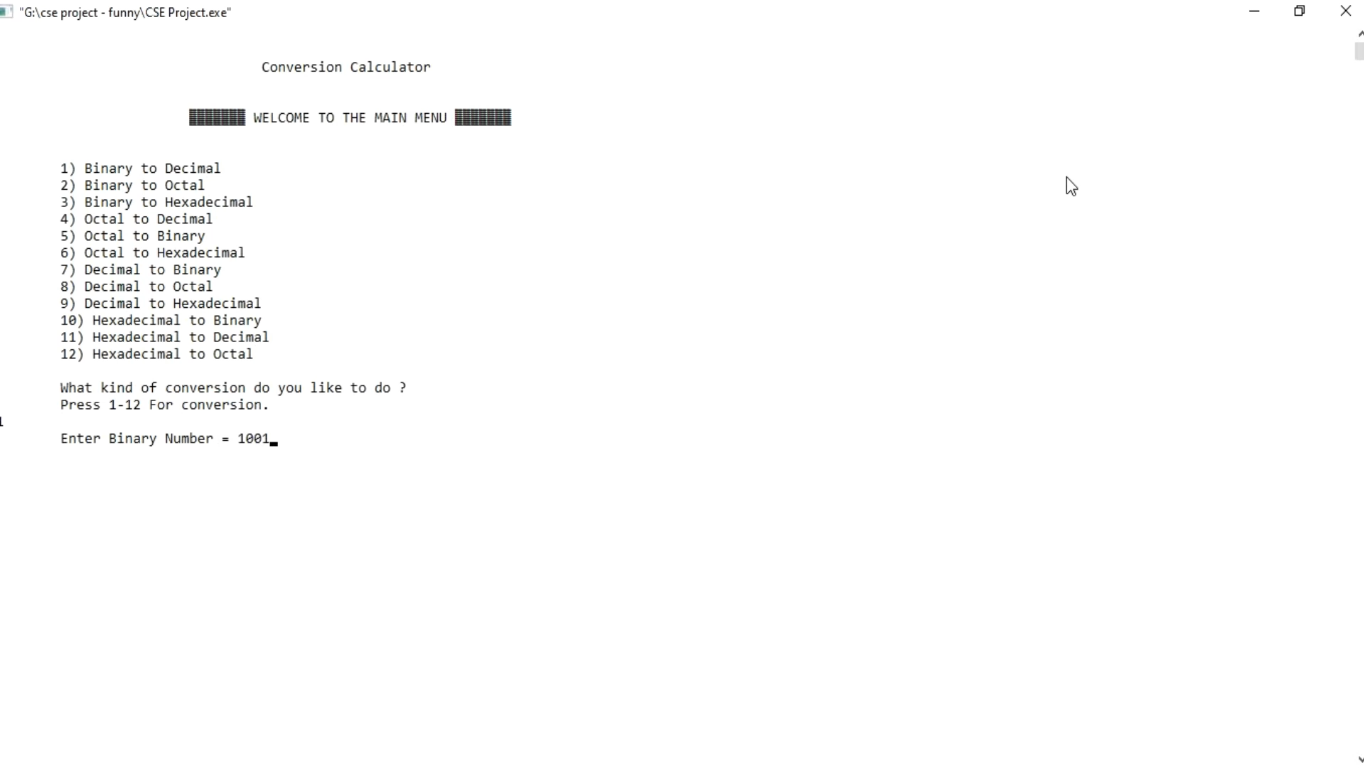 "G:\cse project - funny\CSE Project.exe"
Conversion Calculator
WELCOME TO THE MAIN MENU
1) Binary to Decimal
2) Binary to Octal
3) Binary to Hexadecimal
4) Octal to Decimal
5) Octal to Binary
6) Octal to Hexadecimal
7) Decimal to Binary
8) Decimal to Octal
9) Decimal to Hexadecimal
10) Hexadecimal to Binary
11) Hexadecimal to Decimal
12) Hexadecimal to Octal
What kind of conversion do you like to do ?
Press 1-12 For conversion.
1
Enter Binary Number = 1001